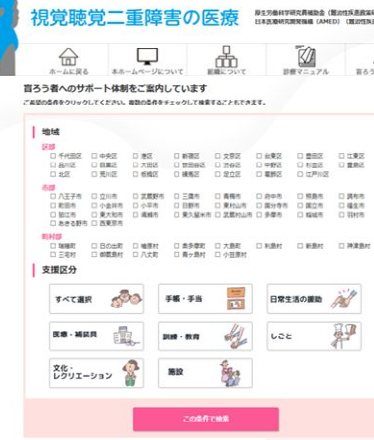 視覚聴覚二重障害の医療
厚生労働科学研究費補助金（難治性疾患政策研
日本医療研究開発機構（AMED）（難治性疾
ホームに戻る 本ホームページについて 組織について 診療マニュアル 盲ろう
盲ろう者へのサポート体制をご案内しています
ご希望の条件をクリックしてください。複数の条件をチェックして検索することもできます。
地域
区部
千代田区 中央区 港区 新宿区 文京区 台東区 墨田区 江東区
品川区 目黒区 大田区 世田谷区 渋谷区 中野区 杉並区 豊島区
北区 荒川区 板橋区 練馬区 足立区 葛飾区 江戸川区
市部
八王子市 立川市 武蔵野市 三鷹市 青梅市 府中市 昭島市 調布市
町田市 小金井市 小平市 日野市 東村山市 国分寺市 国立市 福生市
狛江市 東大和市 清瀬市 東久留米市 武蔵村山市 多摩市 稲城市 羽村市
あきる野市 西東京市
町村部
瑞穂町 日の出町 檜原村 奥多摩町 大島町 利島村 新島村 神津島村
三宅村 御蔵島村 八丈町 青ヶ島村 小笠原村
支援区分
すべて選択 手帳・手当 日常生活の援助
医療・補装具 訓練・教育 しごと
文化・
レクリエーション 施設
この条件で検索